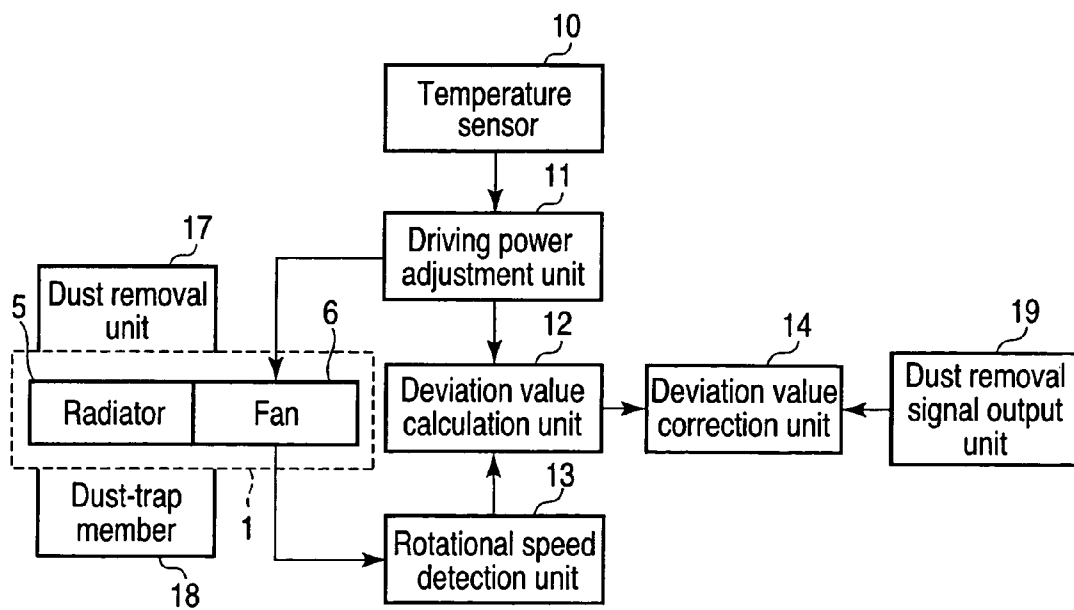 10
Temperature
sensor
11
Driving power
adjustment unit
17
Dust removal
unit
5
6
Radiator
Fan
12
Deviation value
calculation unit
14
Deviation value
correction unit
19
Dust removal
signal output
unit
Dust-trap
member
1
18
13
Rotational speed
detection unit